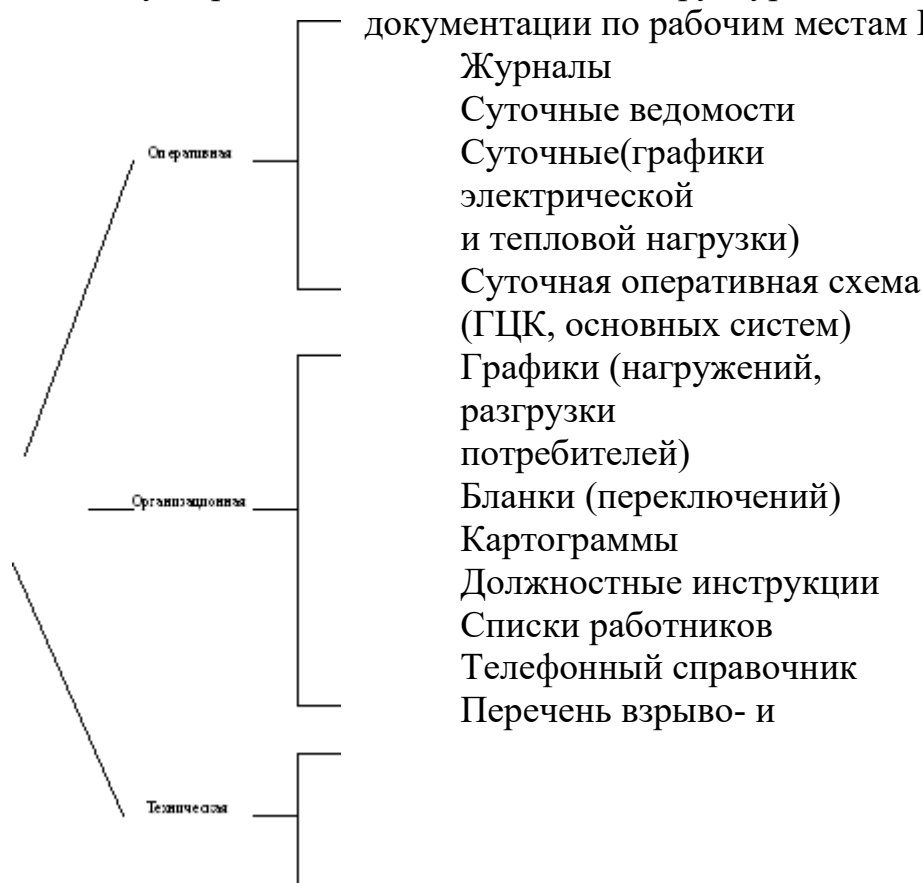 документации по рабочим местам
Журналы
Суточные ведомости
Оперативная
Суточные(графики
электрической
и тепловой нагрузки)
Суточная оперативная схема
(ГЦК, основных систем)
Графики (нагружений,
разгрузки
потребителей)
Организационная
Бланки (переключений)
Картограммы
Должностные инструкции
Списки работников
Телефонный справочник
Перечень взрыво- и
Техническая